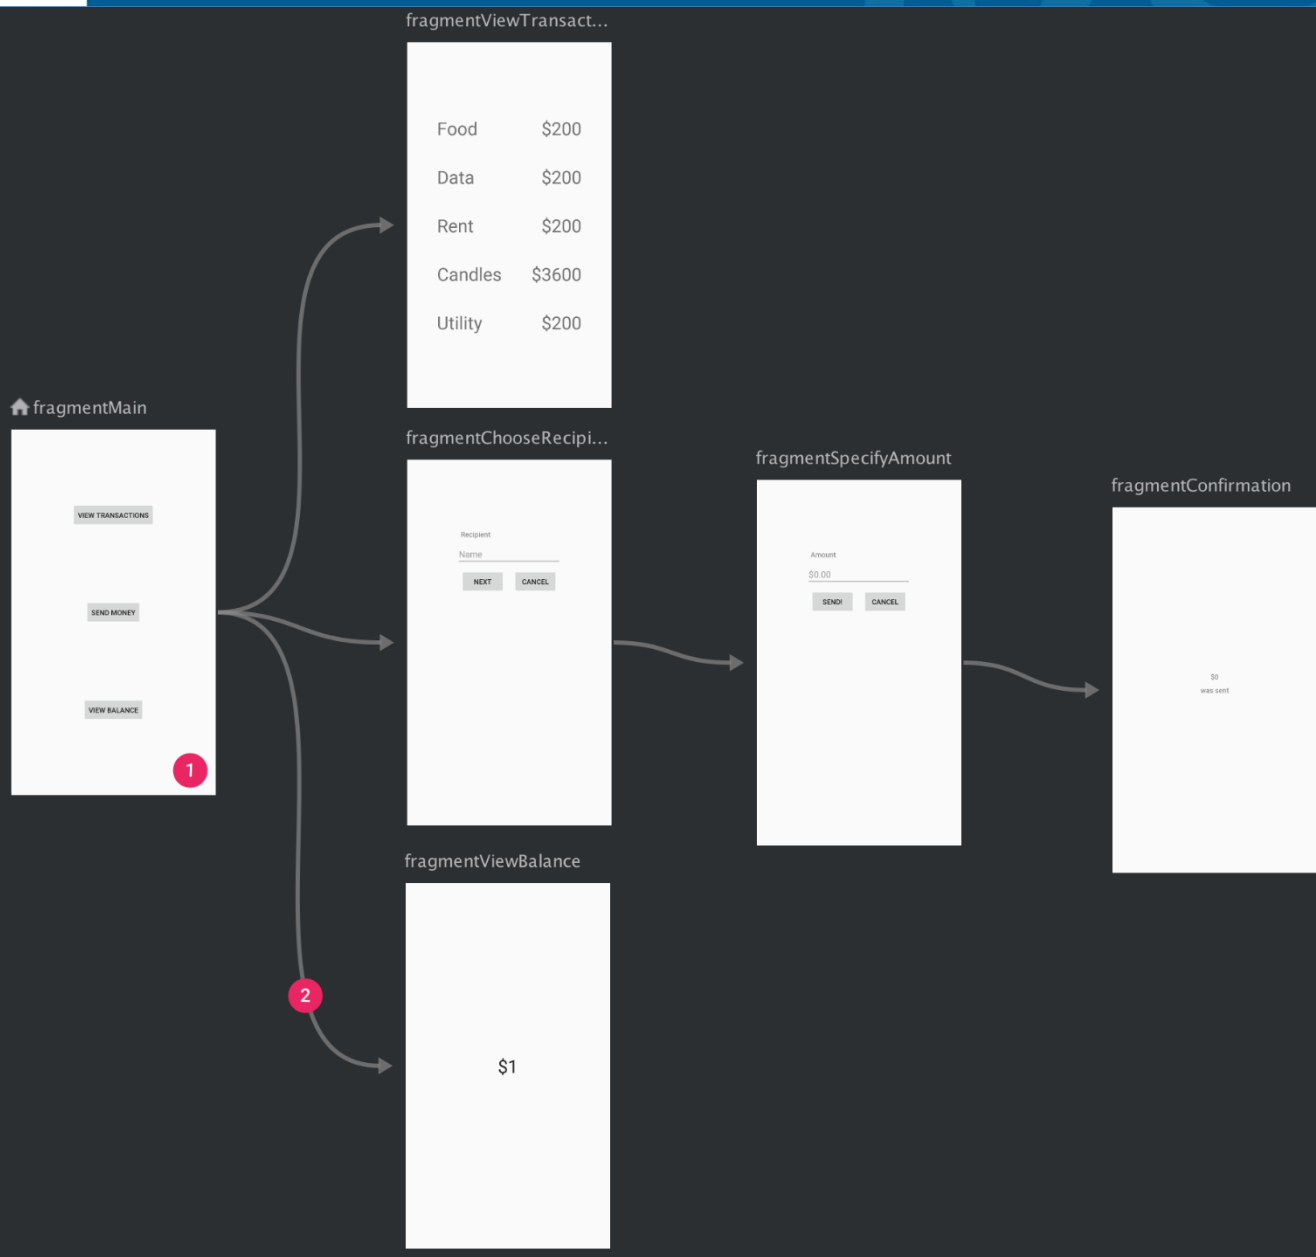 fragmentViewTransact...
Food $200
Data $200
Rent $200
Candles $3600
Utility $200
fragmentMain
VIEW TRANSACTIONS
SEND MONEY
VIEW BALANCE
1
fragmentChooseRecipi...
Recipient
Name
NEXT CANCEL
fragmentSpecifyAmount
Amount
$0.00
SEND! CANCEL
fragmentConfirmation
$0
was sent
fragmentViewBalance
2
$1